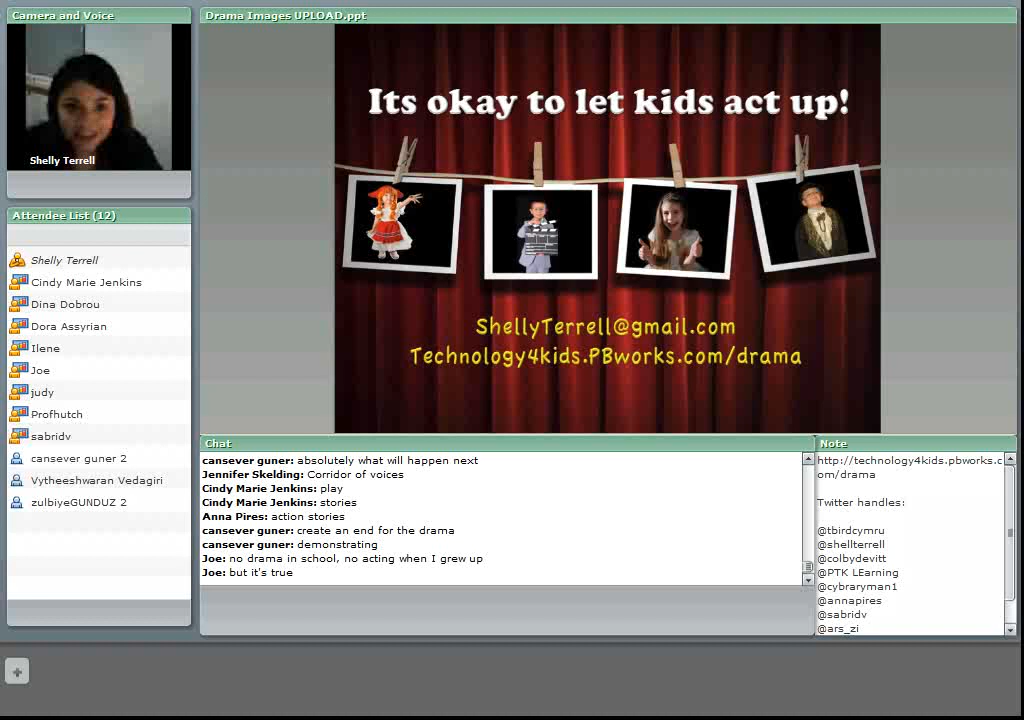 Camera and Voice
Shelly Terrell
Attendee List (12)
Shelly Terrell
Cindy Marie Jenkins
Dina Dobrou
Dora Assyrian
Ilene
Joe
judy
Profhutch
sabridv
cansever guner 2
Vytheeshwaran Vedagiri
zulbiyeGUNDUZ 2
Drama Images UPLOAD.ppt
Its okay to let kids act up!
ShellyTerrell@gmail.com
Technology4kids.PBworks.com/drama
Chat
cansever guner: absolutely what will happen next
Jennifer Skelding: Corridor of voices
Cindy Marie Jenkins: play
Cindy Marie Jenkins: stories
Anna Pires: action stories
cansever guner: create an end for the drama
cansever guner: demonstrating
Joe: no drama in school, no acting when I grew up
Joe: but it's true
Note
http://technology4kids.pbworks.c
om/drama
Twitter handles:
@tbirdcymru
@shellterrell
@colbydevitt
@PTK LEarning
@cybraryman1
@annapires
@sabridv
@ars_zi